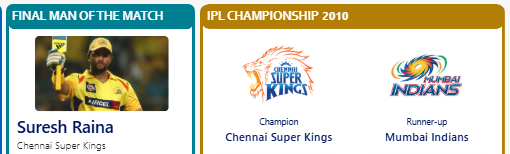 FINAL MAN OF THE MATCH
AIRCEL
Suresh Raina
Chennai Super Kings
IPL CHAMPIONSHIP 2010
CHENNAI
SUPER
KINGS
Champion
Chennai Super Kings
MUMBAI
INDIANS
Runner-up
Mumbai Indians